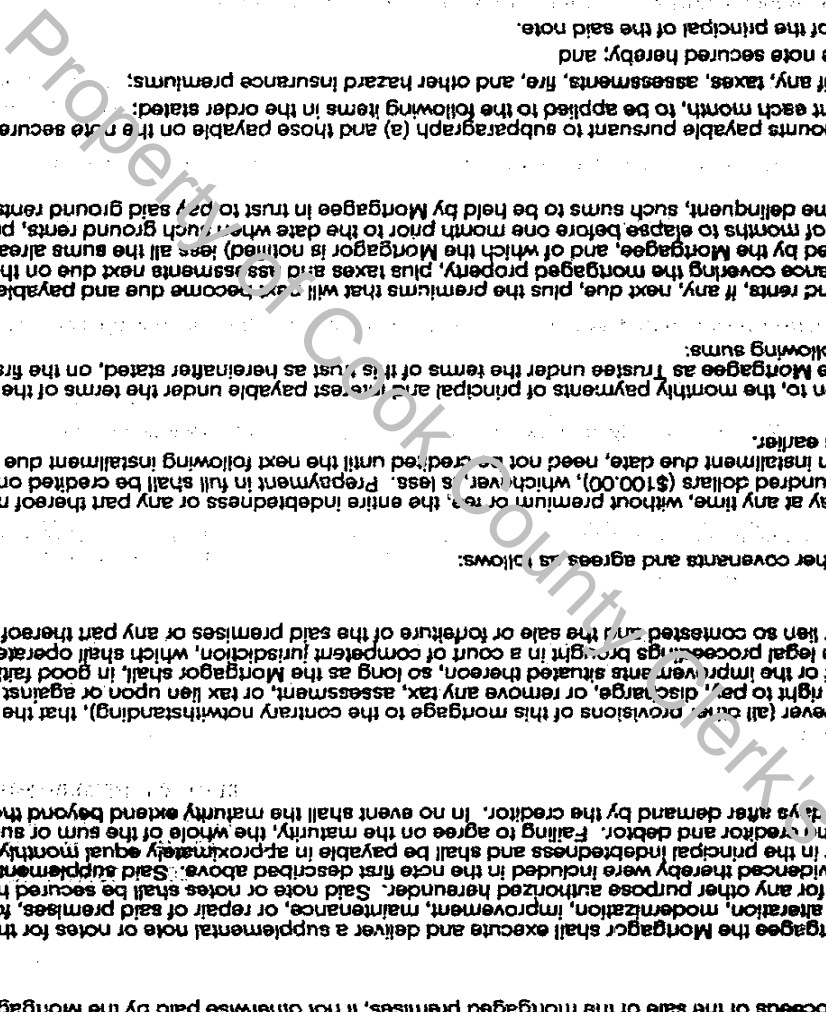 oceeds of the sale of the mortgaged premises, if not otherwise paid by the Mortgag
tgagee the Mortgagor shall execute and deliver a supplemental note or notes for th
alteration, modernization, improvement, maintenance, or repair of said premises, f
for any other purpose authorized hereunder. Said note or notes shall be secured h
videnced thereby were included in the note first described above. Said supplement
r in the principal indebtedness and shall be payable in approximately equal monthly
creditor and debtor. Failing to agree on the maturity, the whole of the sum or su
days after demand by the creditor. In no event shall the maturity extend beyond th
ever (all other provisions of this mortgage to the contrary notwithstanding), that the
right to pay, discharge, or remove any tax, assessment, or tax lien upon or against
f or the improvements situated thereon, so long as the Mortgagor shall, in good fait
e legal proceedings brought in a court of competent jurisdiction, which shall operate
lien so contested and the sale or forfeiture of the said premises or any part thereof
her covenants and agrees as follows:
ay at any time, without premium or fee, the entire indebtedness or any part thereof n
hundred dollars ($100.00), whichever is less. Prepayment in full shall be credited on
n installment due date, need not be credited until the next following installment due
s earlier.
n to, the monthly payments of principal and interest payable under the terms of the
e Mortgagee as Trustee under the terms of this trust as hereinafter stated, on the firs
llowing sums:
nd rents, if any, next due, plus the premiums that will next become due and payable
ance covering the mortgaged property, plus taxes and assessments next due on th
ed by the Mortgagee, and of which the Mortgagor is notified) less all the sums alrea
of months to elapse before one month prior to the date when such ground rents, p
me delinquent, such sums to be held by Mortgagee in trust to pay said ground rents
ounts payable pursuant to subparagraph (a) and those payable on the note secure
nt each month, to be applied to the following items in the order stated:
if any, taxes, assessments, fire, and other hazard insurance premiums;
e note secured hereby; and
of the principal of the said note.
Property of Cook County Clerk's